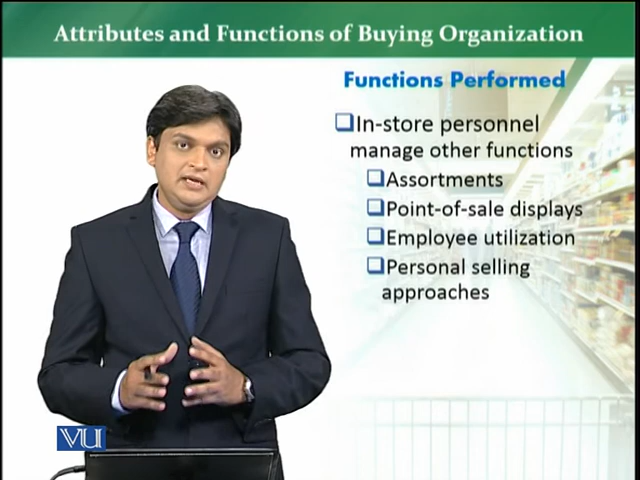 Attributes and Functions of Buying Organization
Functions Performed
In-store personnel
manage other functions
Assortments
Point-of-sale displays
Employee utilization
Personal selling
approaches
VU